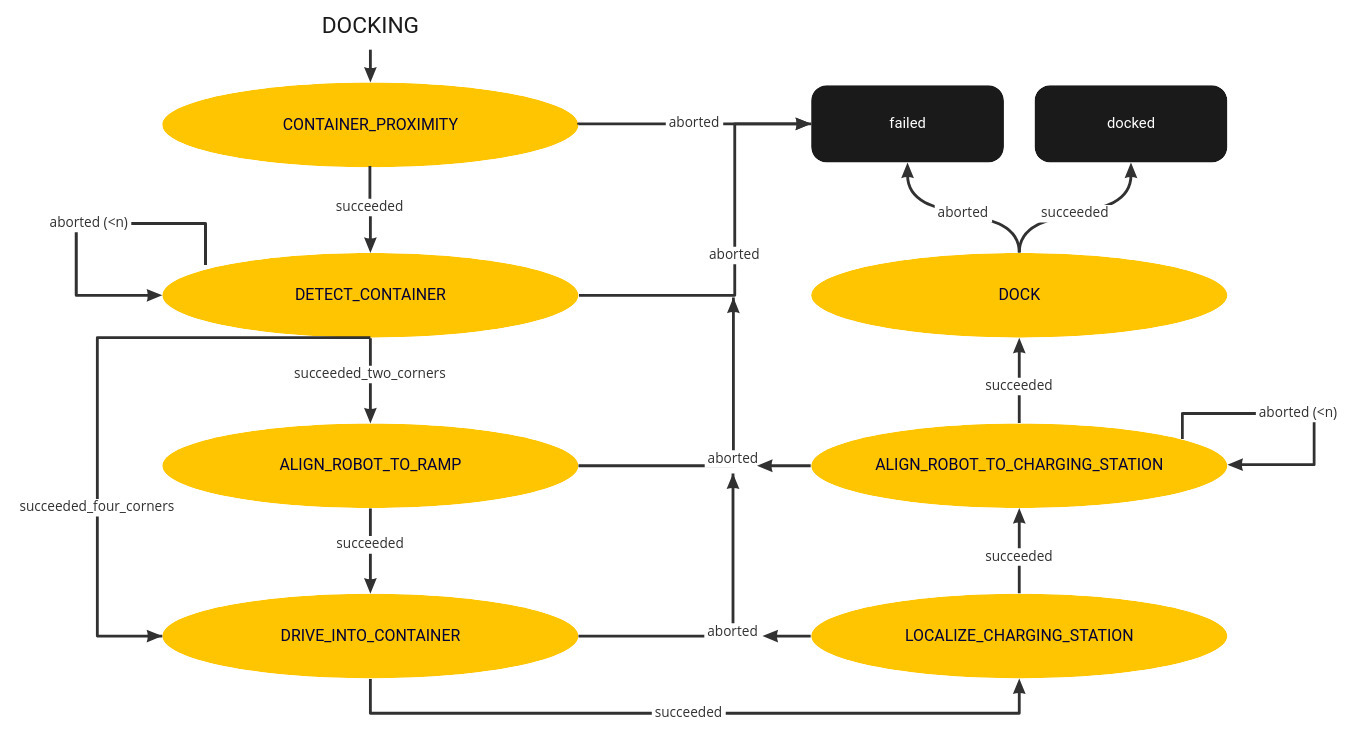 DOCKING
CONTAINER_PROXIMITY
aborted
failed
docked
succeeded
aborted
succeeded
aborted (<n)
aborted
DETECT_CONTAINER
DOCK
succeeded_two_corners
succeeded
aborted (<n)
ALIGN_ROBOT_TO_RAMP
aborted
ALIGN_ROBOT_TO_CHARGING_STATION
succeeded_four_corners
succeeded
succeeded
DRIVE_INTO_CONTAINER
aborted
LOCALIZE_CHARGING_STATION
succeeded